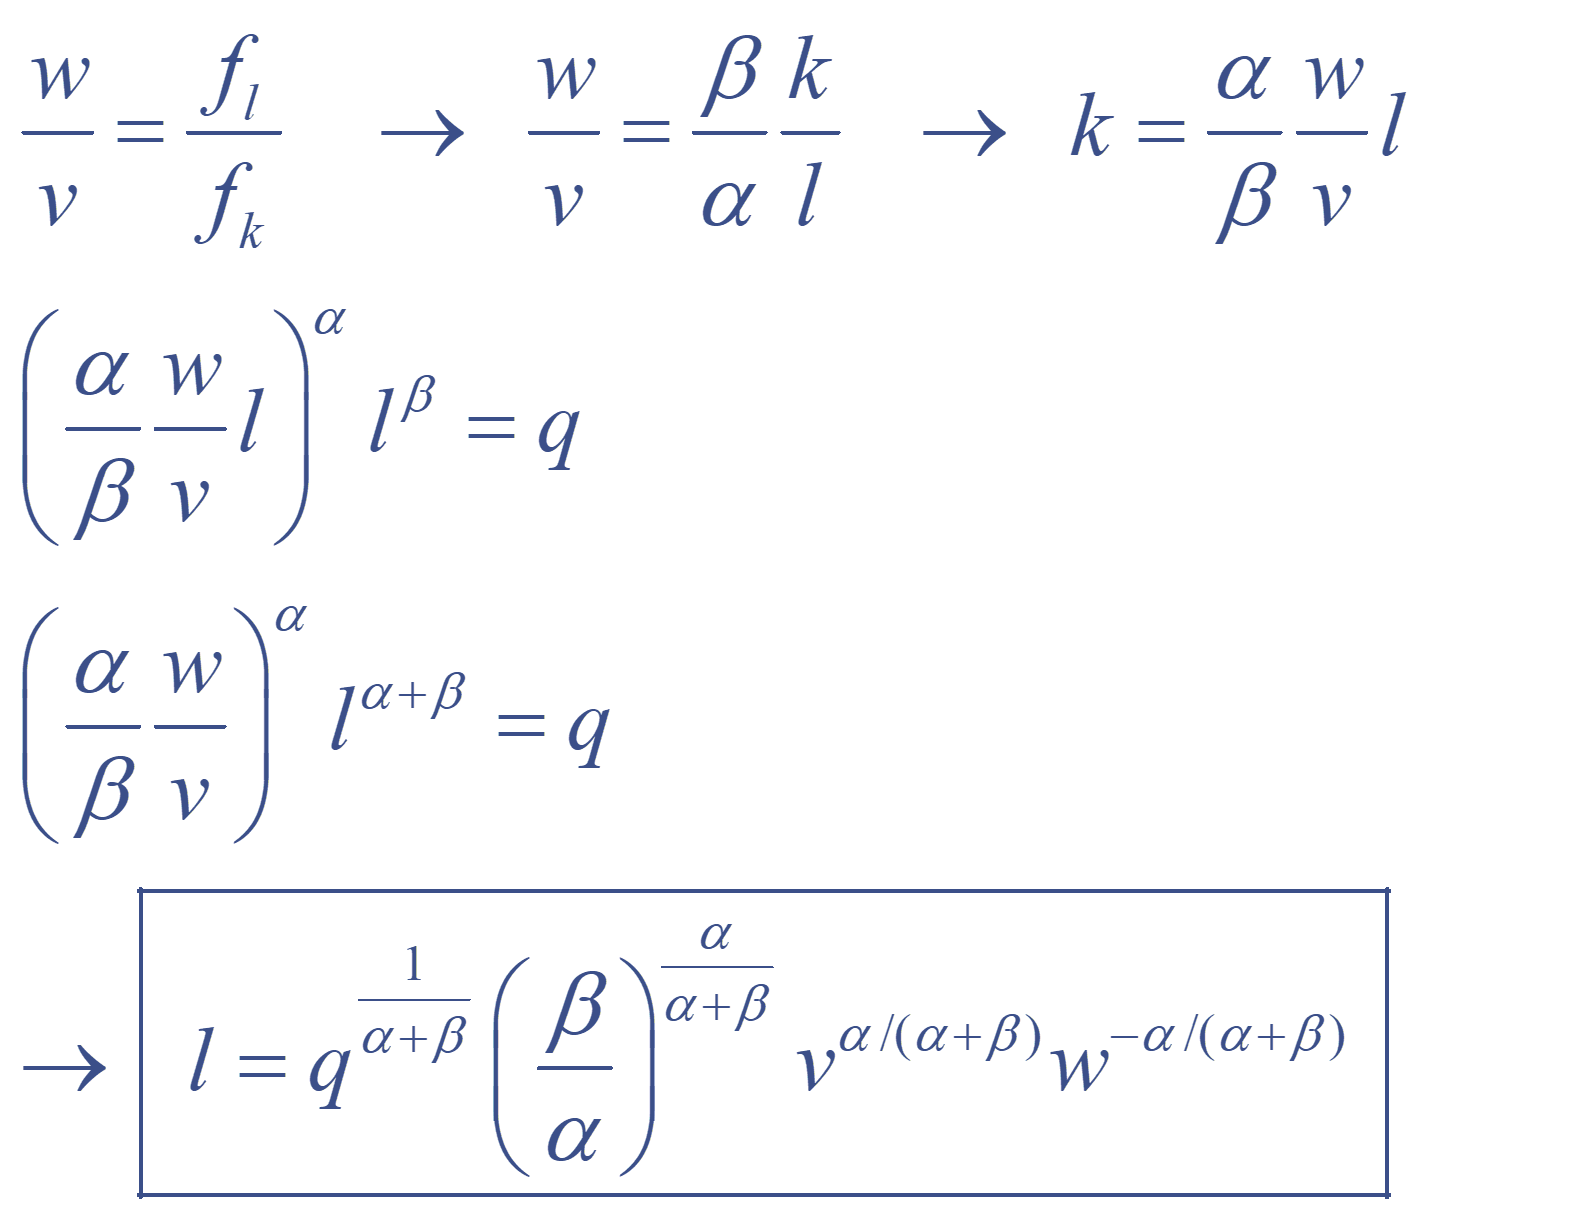 w/v = f_l/f_k → w/v = β/α k/l → k = α/β w/v l
(α/β w/v l)^α l^β = q
(α/β w/v)^α l^(α+β) = q
→ l = q^(1/(α+β)) (β/α)^(α/(α+β)) v^(α/(α+β)) w^(−α/(α+β))